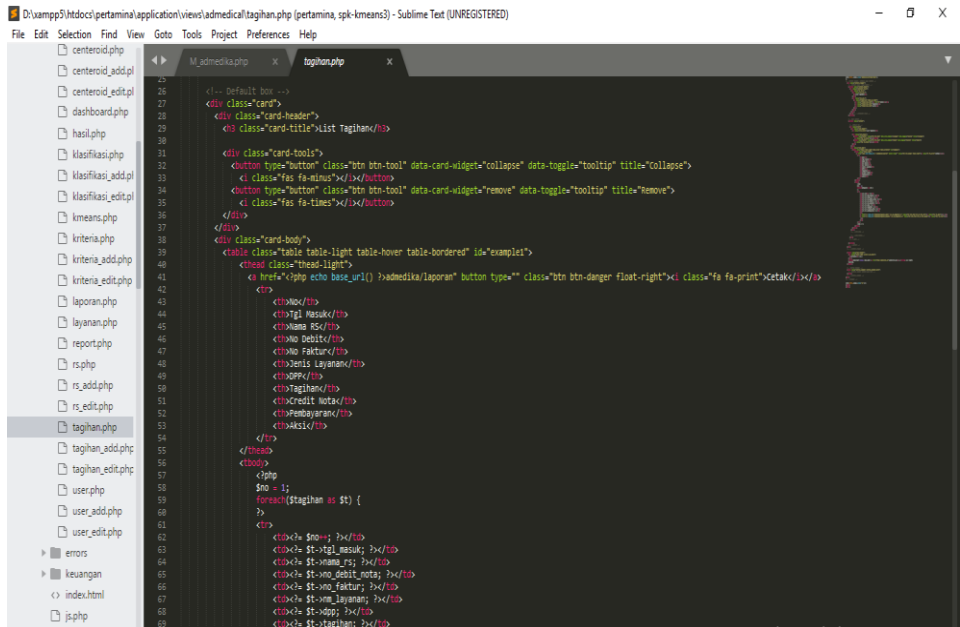 D:\xampp5\htdocs\pertamina\application\views\admedical\tagihan.php (pertamina, spk-kmeans3) - Sublime Text (UNREGISTERED)
File Edit Selection Find View Goto Tools Project Preferences Help
centeroid.php
centeroid_add.pl
centeroid_edit.pl
dashboard.php
hasil.php
klasifikasi.php
klasifikasi_add.pl
klasifikasi_edit.pl
kmeans.php
kriteria.php
kriteria_add.php
kriteria_edit.php
laporan.php
layanan.php
report.php
rs.php
rs_add.php
rs_edit.php
tagihan.php
tagihan_add.php
tagihan_edit.php
user.php
user_add.php
user_edit.php
errors
keuangan
index.html
js.php
M_admedika.php x tagihan.php x
25
26 <!-- Default box -->
27 <div class="card">
28 <div class="card-header">
29 <h3 class="card-title">List Tagihan</h3>
30
31 <div class="card-tools">
32 <button type="button" class="btn btn-tool" data-card-widget="collapse" data-toggle="tooltip" title="Collapse">
33 <i class="fas fa-minus"></i></button>
34 <button type="button" class="btn btn-tool" data-card-widget="remove" data-toggle="tooltip" title="Remove">
35 <i class="fas fa-times"></i></button>
36 </div>
37 </div>
38 <div class="card-body">
39 <table class="table table-light table-hover table-bordered" id="example1">
40 <thead class="thead-light">
41 <a href="<?php echo base_url() ?>admedika/laporan" button type="" class="btn btn-danger float-right"><i class="fa fa-print">Cetak</i></a>
42 <tr>
43 <th>No</th>
44 <th>Tgl Masuk</th>
45 <th>Nama RS</th>
46 <th>No Debit</th>
47 <th>No Faktur</th>
48 <th>Jenis Layanan</th>
49 <th>DPP</th>
50 <th>Tagihan</th>
51 <th>Credit Nota</th>
52 <th>Pembayaran</th>
53 <th>Aksi</th>
54 </tr>
55 </thead>
56 <tbody>
57 <?php
58 $no = 1;
59 foreach($tagihan as $t) {
60 ?>
61 <tr>
62 <td><?= $no++; ?></td>
63 <td><?= $t->tgl_masuk; ?></td>
64 <td><?= $t->nama_rs; ?></td>
65 <td><?= $t->no_debit_nota; ?></td>
66 <td><?= $t->no_faktur; ?></td>
67 <td><?= $t->nm_layanan; ?></td>
68 <td><?= $t->dpp; ?></td>
69 <td><?= $t->tagihan; ?></td>